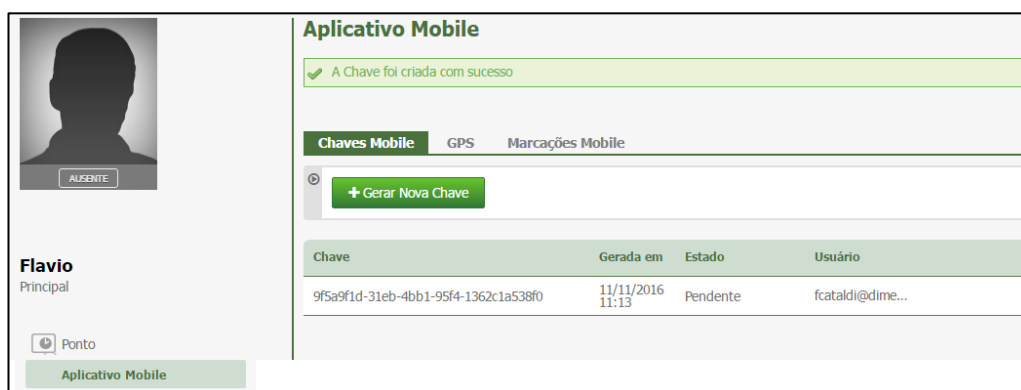 AUSENTE
Flavio
Principal
Ponto
Aplicativo Mobile
Aplicativo Mobile
A Chave foi criada com sucesso
Chaves Mobile GPS Marcações Mobile
+ Gerar Nova Chave
Chave Gerada em Estado Usuário
9f5a9f1d-31eb-4bb1-95f4-1362c1a538f0 11/11/2016 Pendente fcataldi@dime...
11:13